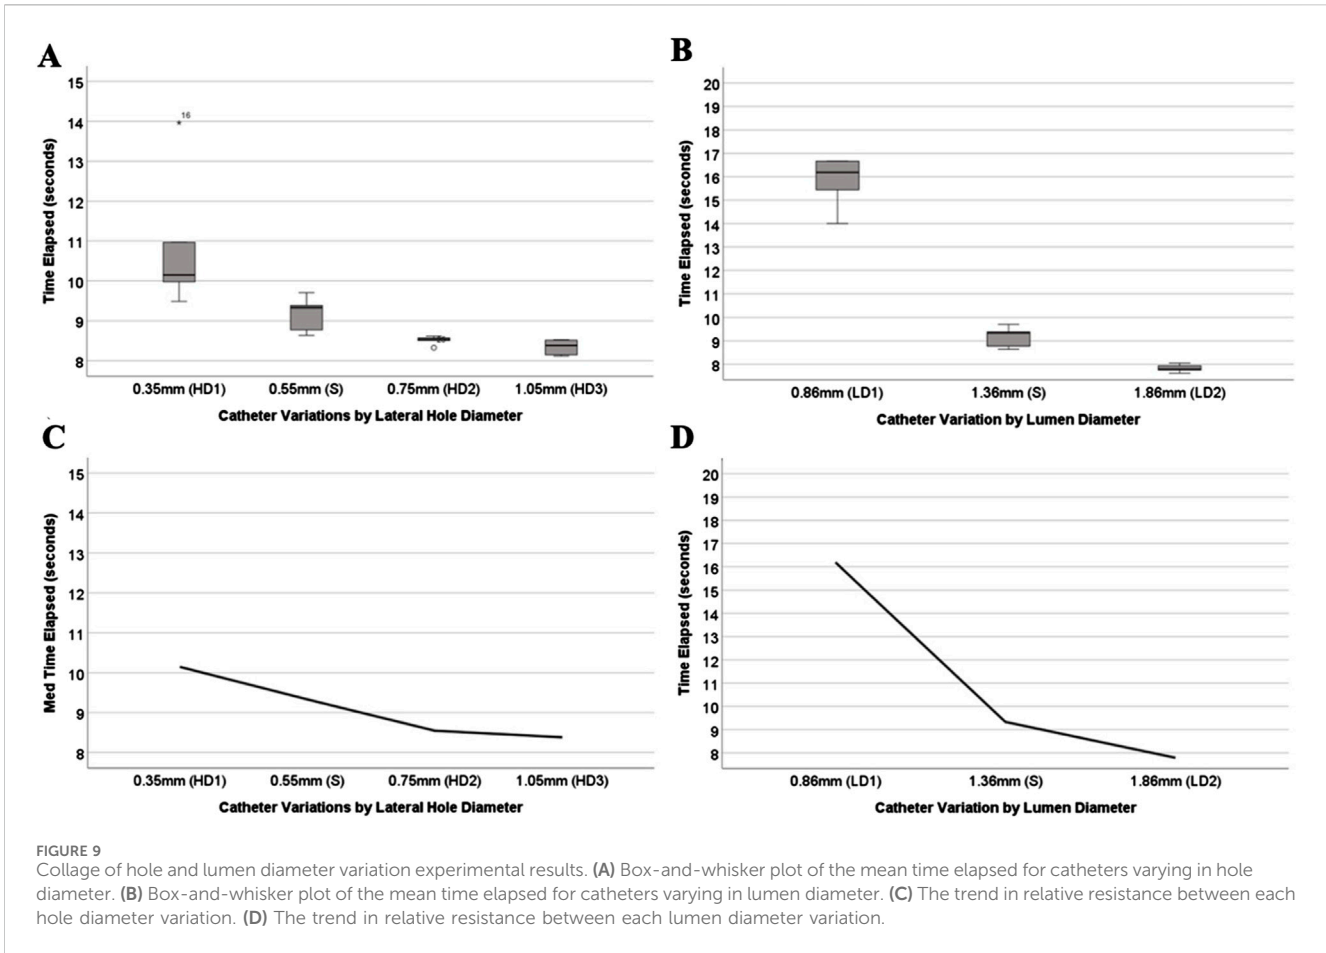 A
15
14
13
12
11
10
9
8
Time Elapsed (seconds)
*16
0.35mm (HD1) 0.55mm (S) 0.75mm (HD2) 1.05mm (HD3)
Catheter Variations by Lateral Hole Diameter
B
20
19
18
17
16
15
14
13
12
11
10
9
8
Time Elapsed (seconds)
0.86mm (LD1) 1.36mm (S) 1.86mm (LD2)
Catheter Variation by Lumen Diameter
C
15
14
13
12
11
10
9
8
Med Time Elapsed (seconds)
0.35mm (HD1) 0.55mm (S) 0.75mm (HD2) 1.05mm (HD3)
Catheter Variations by Lateral Hole Diameter
D
20
19
18
17
16
15
14
13
12
11
10
9
8
Time Elapsed (seconds)
0.86mm (LD1) 1.36mm (S) 1.86mm (LD2)
Catheter Variation by Lumen Diameter
FIGURE 9
Collage of hole and lumen diameter variation experimental results. (A) Box-and-whisker plot of the mean time elapsed for catheters varying in hole
diameter. (B) Box-and-whisker plot of the mean time elapsed for catheters varying in lumen diameter. (C) The trend in relative resistance between each
hole diameter variation. (D) The trend in relative resistance between each lumen diameter variation.